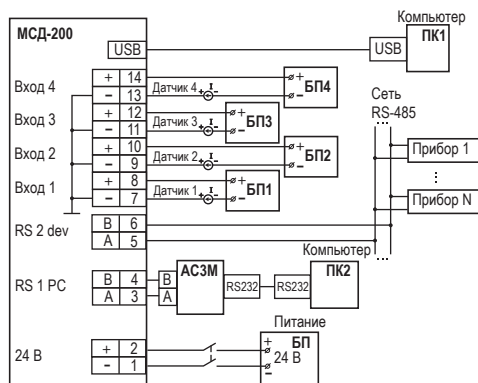 Компьютер
МСД-200
USB
USB
ПК1
Вход 4
+ 14
– 13
Датчик 4 + I –
+ – БП4
Вход 3
+ 12
– 11
Датчик 3 + I –
+ – БП3
Вход 2
+ 10
– 9
Датчик 2 + I –
+ – БП2
Вход 1
+ 8
– 7
Датчик 1 + I –
+ – БП1
Сеть
RS-485
Прибор 1
Прибор N
RS 2 dev
B 6
A 5
Компьютер
RS 1 PC
B 4
A 3
B
A
АС3М
RS232
RS232
ПК2
Питание
24 В
+ 2
– 1
+ БП
24 В
–